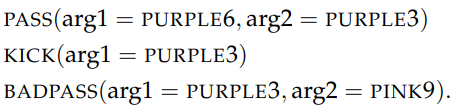 PASS(arg1 = PURPLE6, arg2 = PURPLE3)
KICK(arg1 = PURPLE3)
BADPASS(arg1 = PURPLE3, arg2 = PINK9).